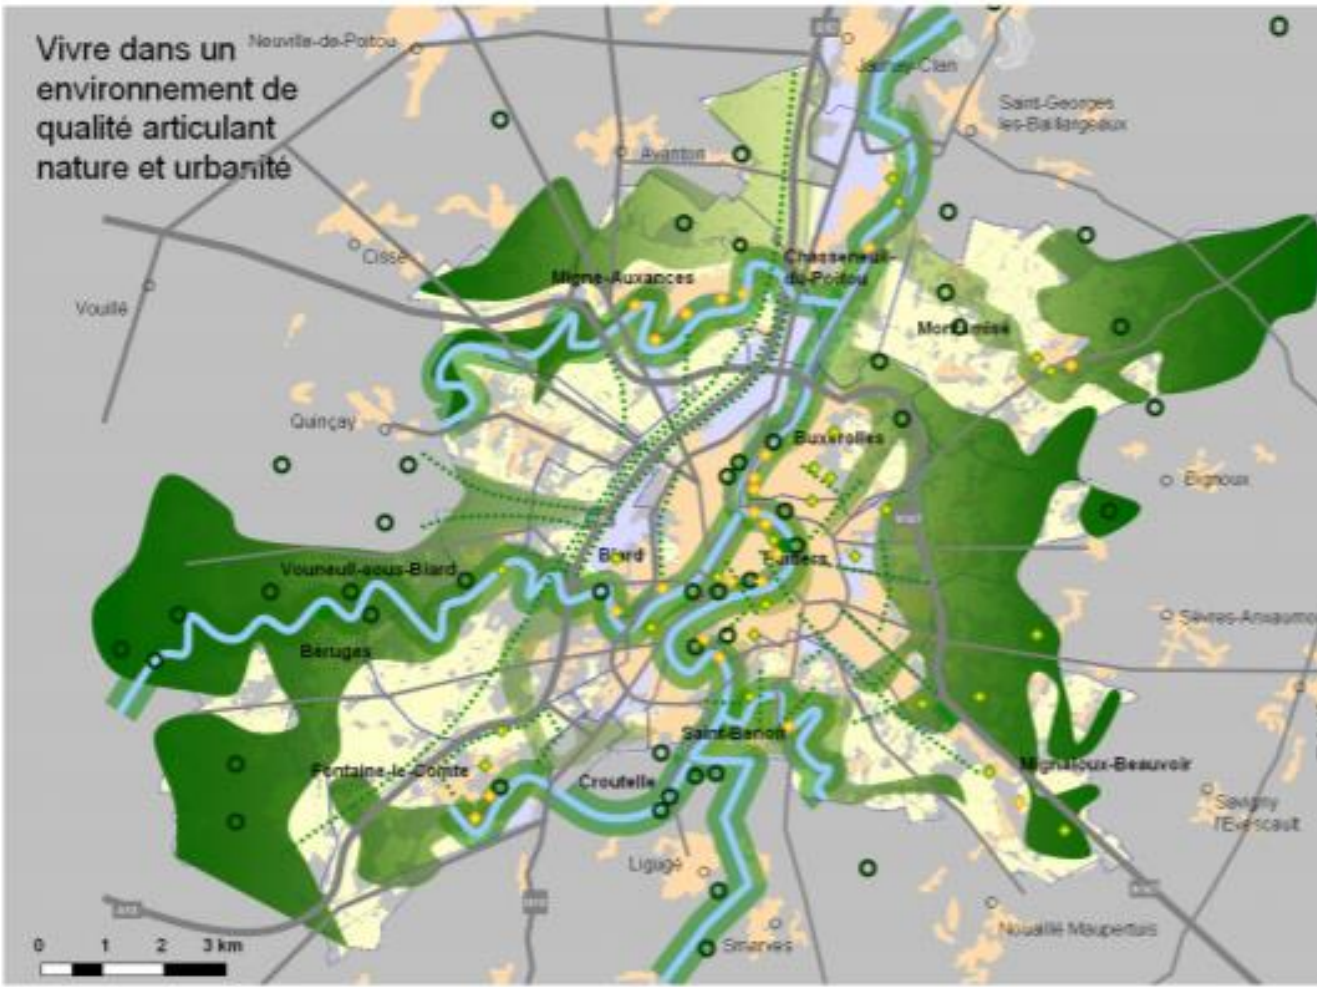 Vivre dans un
environnement de
qualité articulant
nature et urbanité
Neuville-de-Poitou
Jaunay-Clan
Saint-Georges
les-Baillargeaux
Avanton
Cissé
Migné-Auxances
Chasseneuil-
du-Poitou
Vouillé
Montamisé
Quinçay
Buxerolles
Bignoux
Biard
Poitiers
Vouneuil-sous-Biard
Sèvres-Anxaumo
Béruges
Saint-Benoit
Fontaine-le-Comte
Croutelle
Mignaloux-Beauvoir
Savigny
l'Evescault
Ligugé
Smarves
Nouaillé Maupertuis
0 1 2 3 km